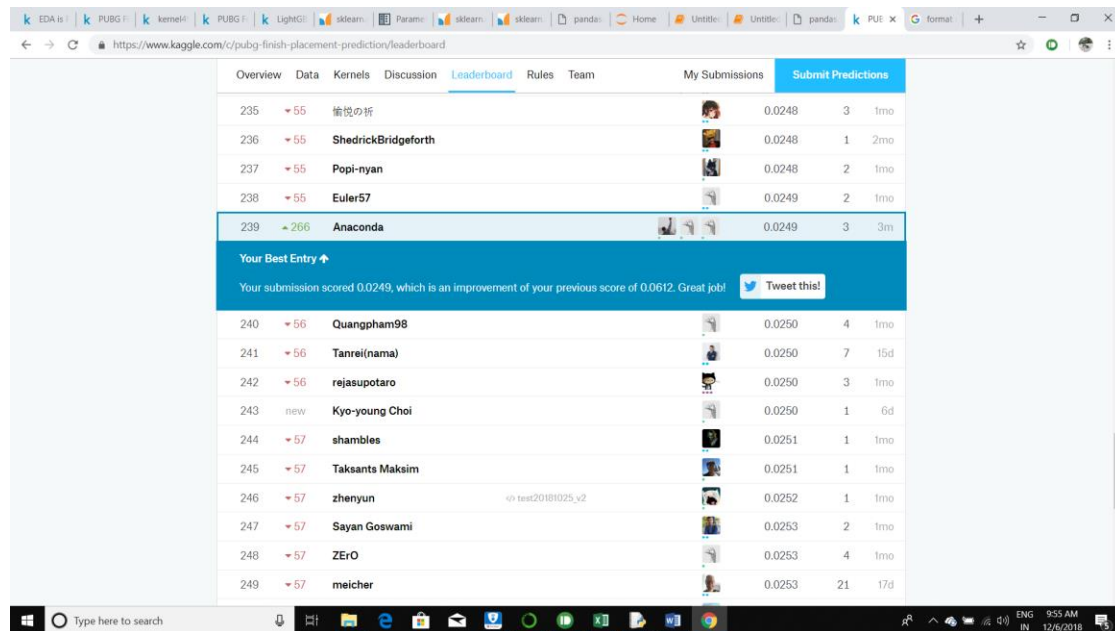 EDA is PUBG Fi kernel4 PUBG Fi LightG sklearn. Parame sklearn. sklearn. pandas Home Untitled Untitled pandas PUE format
https://www.kaggle.com/c/pubg-finish-placement-prediction/leaderboard
Overview Data Kernels Discussion Leaderboard Rules Team My Submissions Submit Predictions
235 ▾55 愉悦の祈 0.0248 3 1mo
236 ▾55 ShedrickBridgeforth 0.0248 1 2mo
237 ▾55 Popi-nyan 0.0248 2 1mo
238 ▾55 Euler57 0.0249 2 1mo
239 ▴266 Anaconda 0.0249 3 3m
Your Best Entry ↑
Your submission scored 0.0249, which is an improvement of your previous score of 0.0612. Great job! Tweet this!
240 ▾56 Quangpham98 0.0250 4 1mo
241 ▾56 Tanrei(nama) 0.0250 7 15d
242 ▾56 rejasupotaro 0.0250 3 1mo
243 new Kyo-young Choi 0.0250 1 6d
244 ▾57 shambles 0.0251 1 1mo
245 ▾57 Taksants Maksim 0.0251 1 1mo
246 ▾57 zhenyun </> test20181025_v2 0.0252 1 1mo
247 ▾57 Sayan Goswami 0.0253 2 1mo
248 ▾57 ZErO 0.0253 4 1mo
249 ▾57 meicher 0.0253 21 17d
Type here to search ENG 9:55 AM
IN 12/6/2018